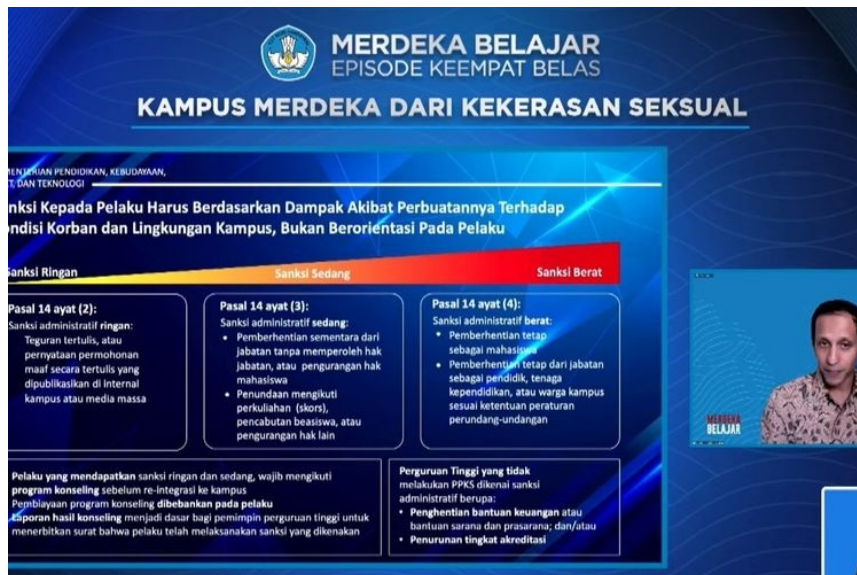 MERDEKA BELAJAR
EPISODE KEEMPAT BELAS
KAMPUS MERDEKA DARI KEKERASAN SEKSUAL
PENDIDIKAN, KEBUDAYAAN,
DAN TEKNOLOGI
nksi Kepada Pelaku Harus Berdasarkan Dampak Akibat Perbuatannya Terhadap
ondisi Korban dan Lingkungan Kampus, Bukan Berorientasi Pada Pelaku
Sanksi Ringan
Sanksi Sedang
Sanksi Berat
Pasal 14 ayat (2):
Sanksi administratif ringan:
Teguran tertulis, atau
pernyataan permohonan
maaf secara tertulis yang
dipublikasikan di internal
kampus atau media massa
Pasal 14 ayat (3):
Sanksi administratif sedang:
• Pemberhentian sementara dari
jabatan tanpa memperoleh hak
jabatan, atau pengurangan hak
mahasiswa
• Penundaan mengikuti
perkuliahan (skors),
pencabutan beasiswa, atau
pengurangan hak lain
Pasal 14 ayat (4):
Sanksi administratif berat:
• Pemberhentian tetap
sebagai mahasiswa
• Pemberhentian tetap dari jabatan
sebagai pendidik, tenaga
kependidikan, atau warga kampus
sesuai ketentuan peraturan
perundang-undangan
Pelaku yang mendapatkan sanksi ringan dan sedang, wajib mengikuti
program konseling sebelum re-integrasi ke kampus
Pembiayaan program konseling dibebankan pada pelaku
Laporan hasil konseling menjadi dasar bagi pemimpin perguruan tinggi untuk
menerbitkan surat bahwa pelaku telah melaksanakan sanksi yang dikenakan
Perguruan Tinggi yang tidak
melakukan PPKS dikenai sanksi
administratif berupa:
• Penghentian bantuan keuangan atau
bantuan sarana dan prasarana; dan/atau
• Penurunan tingkat akreditasi
MERDEKA
BELAJAR